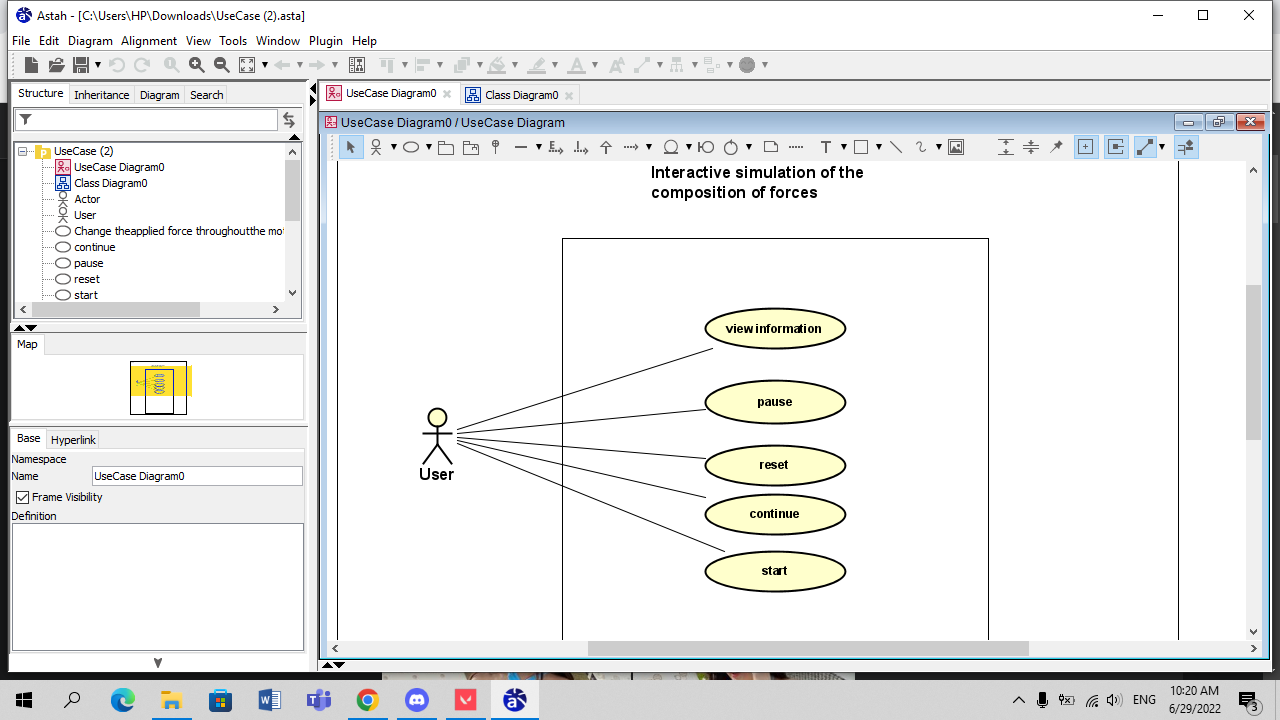 Astah - [C:\Users\HP\Downloads\UseCase (2).asta]
File Edit Diagram Alignment View Tools Window Plugin Help
Structure Inheritance Diagram Search
UseCase Diagram0 Class Diagram0
UseCase Diagram0 / UseCase Diagram
UseCase (2)
UseCase Diagram0
Class Diagram0
Actor
User
Change theapplied force throughoutthe mo
continue
pause
reset
start
Map
Base Hyperlink
Namespace
Name UseCase Diagram0
Frame Visibility
Definition
Interactive simulation of the
composition of forces
view information
pause
reset
continue
start
User
ENG
10:20 AM
6/29/2022
3